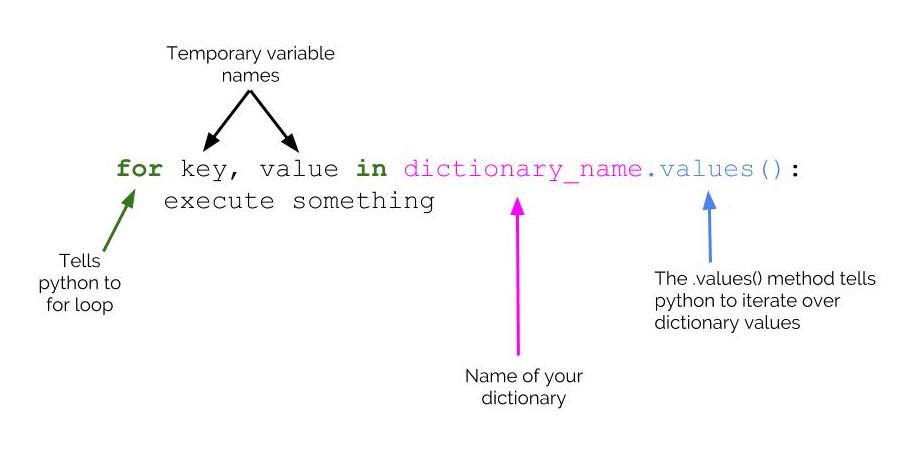 Temporary variable
names
for key, value in dictionary_name.values():
execute something
Tells
python to
for loop
The .values() method tells
python to iterate over
dictionary values
Name of your
dictionary